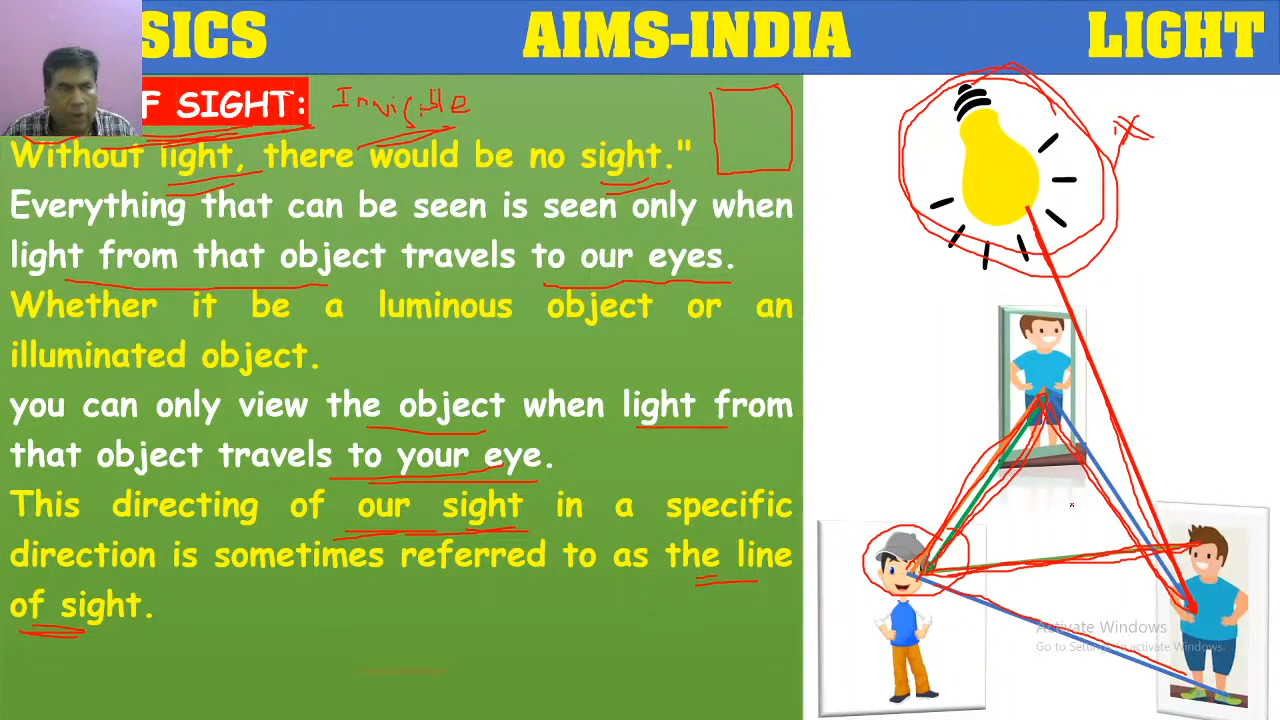 SICS AIMS-INDIA LIGHT
F SIGHT: Invisible
Without light, there would be no sight."
Everything that can be seen is seen only when
light from that object travels to our eyes.
Whether it be a luminous object or an
illuminated object.
you can only view the object when light from
that object travels to your eye.
This directing of our sight in a specific
direction is sometimes referred to as the line
of sight.
Activate Windows
Go to Settings to activate Windows.